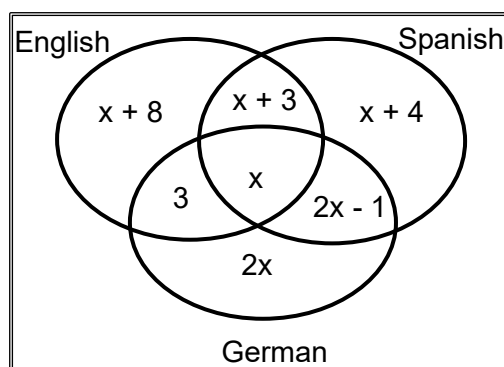 English
Spanish
x + 8
x + 3
x + 4
3
x
2x - 1
2x
German